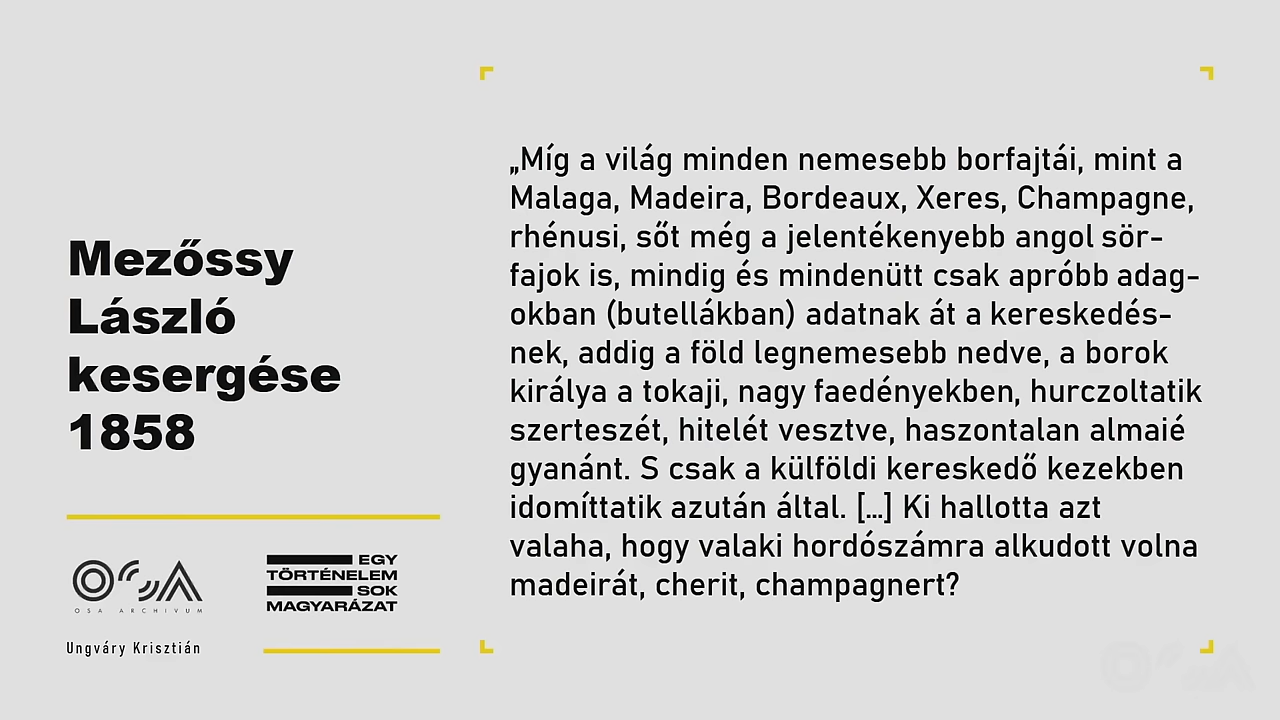 Mezőssy
László
kesergése
1858
OSA
OSA ARCHIVUM
EGY
TÖRTÉNELEM
SOK
MAGYARÁZAT
Ungváry Krisztián
„Míg a világ minden nemesebb borfajtái, mint a
Malaga, Madeira, Bordeaux, Xeres, Champagne,
rhénusi, sőt még a jelentékenyebb angol sör-
fajok is, mindig és mindenütt csak apróbb adag-
okban (butellákban) adatnak át a kereskedés-
nek, addig a föld legnemesebb nedve, a borok
királya a tokaji, nagy faedényekben, hurczoltatik
szerteszét, hitelét vesztve, haszontalan almaié
gyanánt. S csak a külföldi kereskedő kezekben
idomíttatik azután által. […] Ki hallotta azt
valaha, hogy valaki hordószámra alkudott volna
madeirát, cherit, champagnert?
OSA